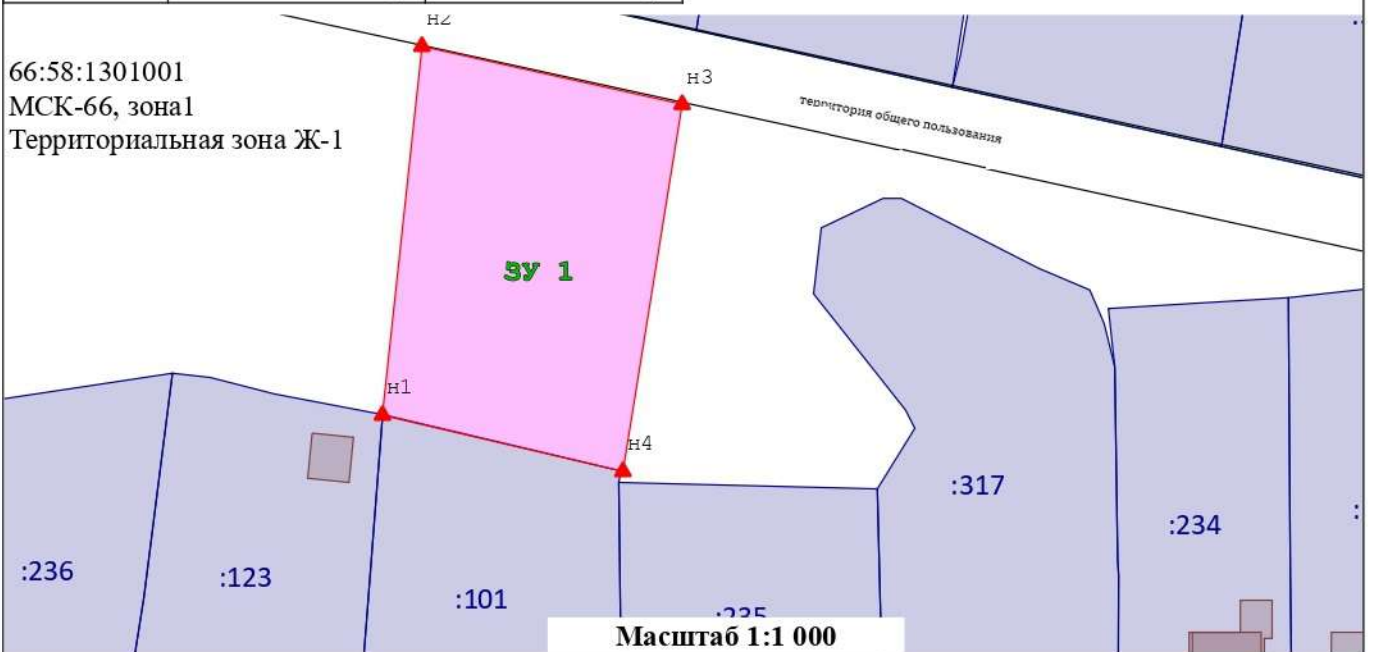 н2
66:58:1301001
МСК-66, зона1
Территориальная зона Ж-1
н3
территория общего пользования
ЗУ 1
н1
н4
:317
:234
:236
:123
:101
:235
Масштаб 1:1 000